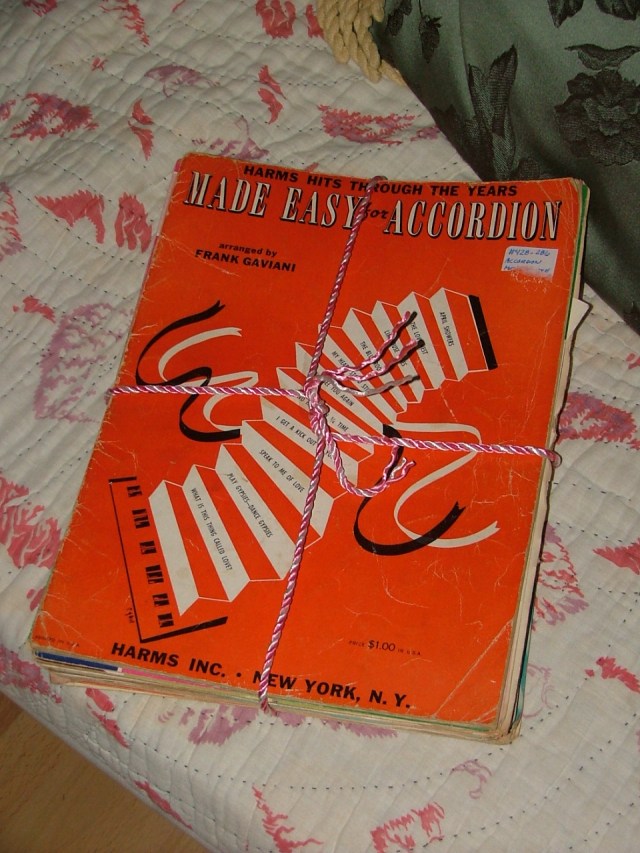 HARMS HITS THROUGH THE YEARS
MADE EASY for ACCORDION
arranged by
FRANK GAVIANI
ACCORDION
APRIL SHOWERS
I GET A KICK OUT
SPEAK TO ME OF LOVE
PLAY GYPSIES-DANCE GYPSIES
WHAT IS THIS THING CALLED LOVE?
PRICE $1.00 IN U.S.A.
HARMS INC. • NEW YORK, N. Y.